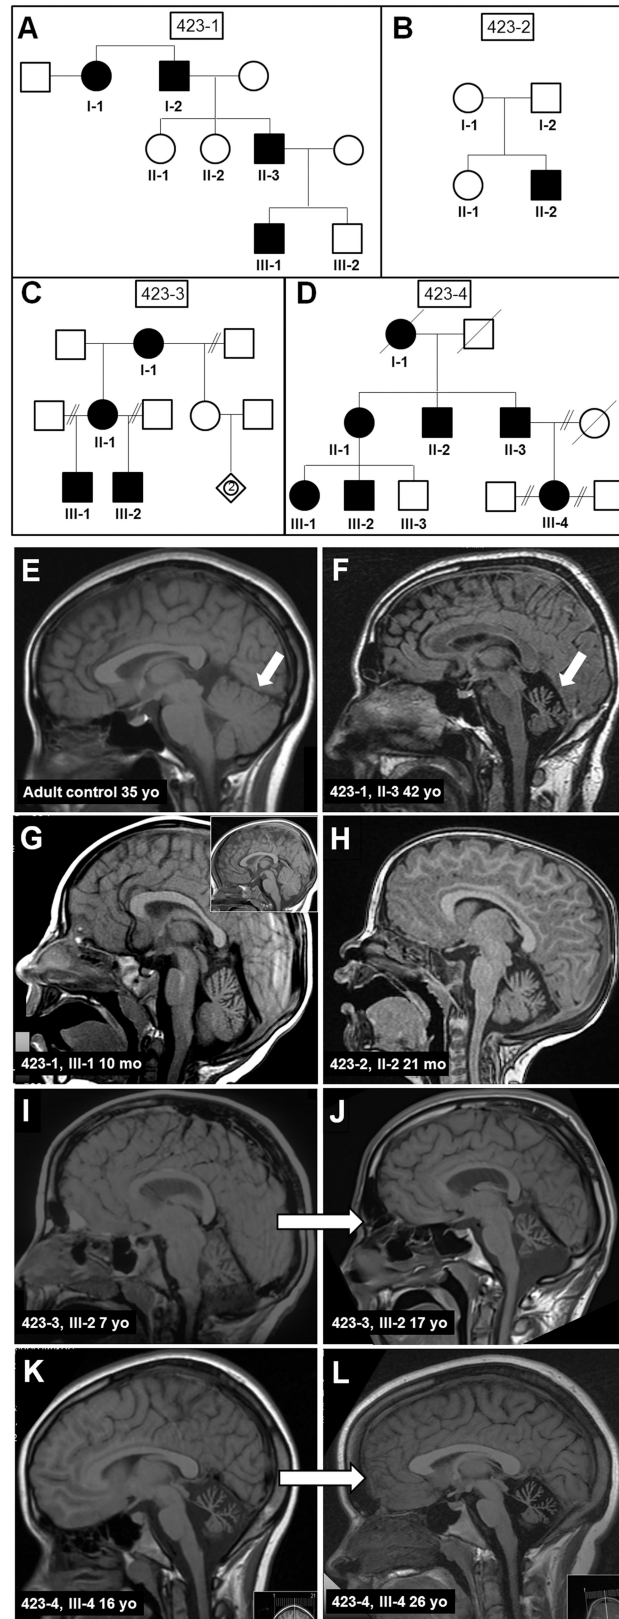 A
423-1
I-1
I-2
II-1
II-2
II-3
III-1
III-2
B
423-2
I-1
I-2
II-1
II-2
C
423-3
I-1
II-1
2
III-1
III-2
D
423-4
I-1
II-1
II-2
II-3
III-1
III-2
III-3
III-4
E
Adult control 35 yo
F
423-1, II-3 42 yo
G
423-1, III-1 10 mo
H
423-2, II-2 21 mo
I
423-3, III-2 7 yo
J
423-3, III-2 17 yo
K
423-4, III-4 16 yo
L
423-4, III-4 26 yo